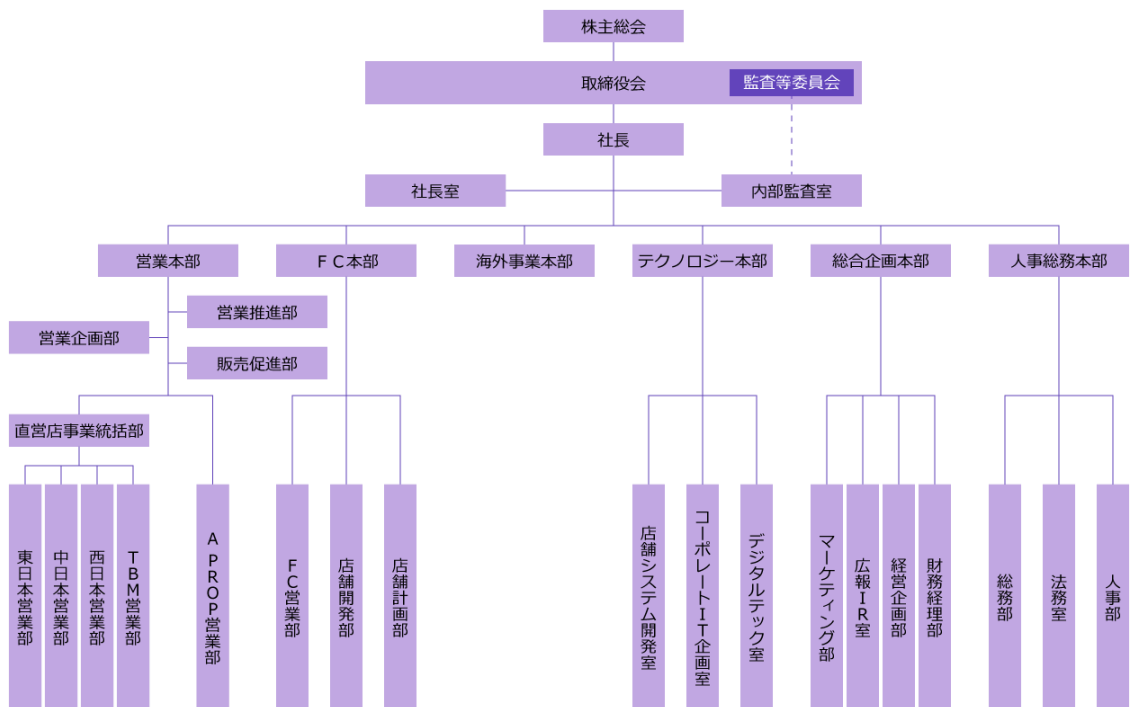 株主総会
取締役会
監査等委員会
社長
社長室
内部監査室
営業本部
ＦＣ本部
海外事業本部
テクノロジー本部
総合企画本部
人事総務本部
営業推進部
営業企画部
販売促進部
直営店事業統括部
東日本営業部
中日本営業部
西日本営業部
ＴＢＭ営業部
ＡＰＲＯＰ営業部
ＦＣ営業部
店舗開発部
店舗計画部
店舗システム開発室
コーポレートＩＴ企画室
デジタルテック室
マーケティング部
広報ＩＲ室
経営企画部
財務経理部
総務部
法務室
人事部